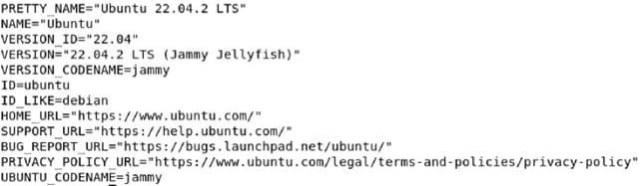 PRETTY_NAME="Ubuntu 22.04.2 LTS"
NAME="Ubuntu"
VERSION_ID="22.04"
VERSION="22.04.2 LTS (Jammy Jellyfish)"
VERSION_CODENAME=jammy
ID=ubuntu
ID_LIKE=debian
HOME_URL="https://www.ubuntu.com/"
SUPPORT_URL="https://help.ubuntu.com/"
BUG_REPORT_URL="https://bugs.launchpad.net/ubuntu/"
PRIVACY_POLICY_URL="https://www.ubuntu.com/legal/terms-and-policies/privacy-policy"
UBUNTU_CODENAME=jammy